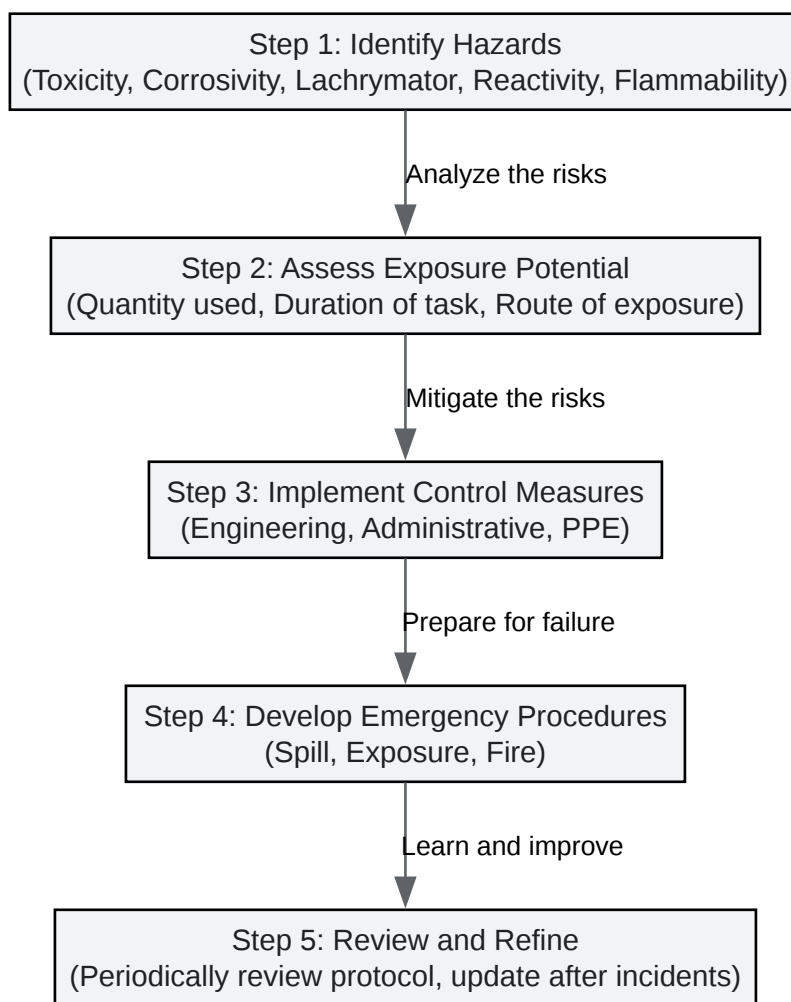 Step 1: Identify Hazards
(Toxicity, Corrosivity, Lachrymator, Reactivity, Flammability)
Analyze the risks
Step 2: Assess Exposure Potential
(Quantity used, Duration of task, Route of exposure)
Mitigate the risks
Step 3: Implement Control Measures
(Engineering, Administrative, PPE)
Prepare for failure
Step 4: Develop Emergency Procedures
(Spill, Exposure, Fire)
Learn and improve
Step 5: Review and Refine
(Periodically review protocol, update after incidents)